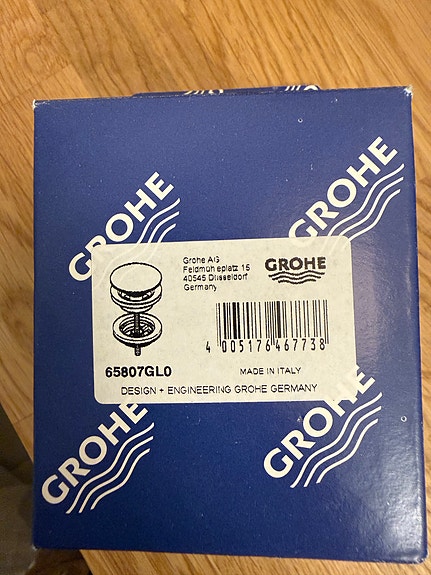 GROHE
GROHE
Grohe AG
Feldmühleplatz 15
40545 Düsseldorf
Germany
GROHE
4 005176 467738
65807GL0
MADE IN ITALY
DESIGN + ENGINEERING GROHE GERMANY
GROHE
GROHE